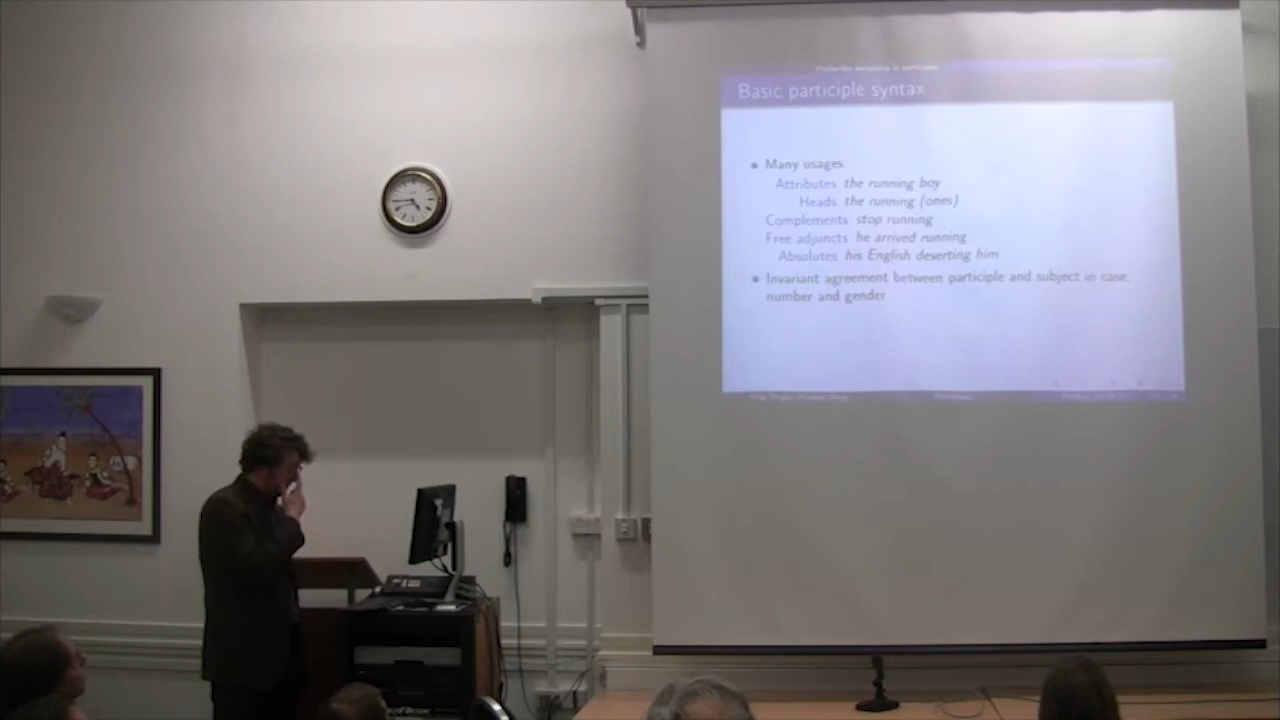 Basic participle syntax
• Many usages
Attributes the running boy
Heads the running (ones)
Complements stop running
Free adjuncts he arrived running
Absolutes his English deserting him
• Invariant agreement between participle and subject in case,
number and gender